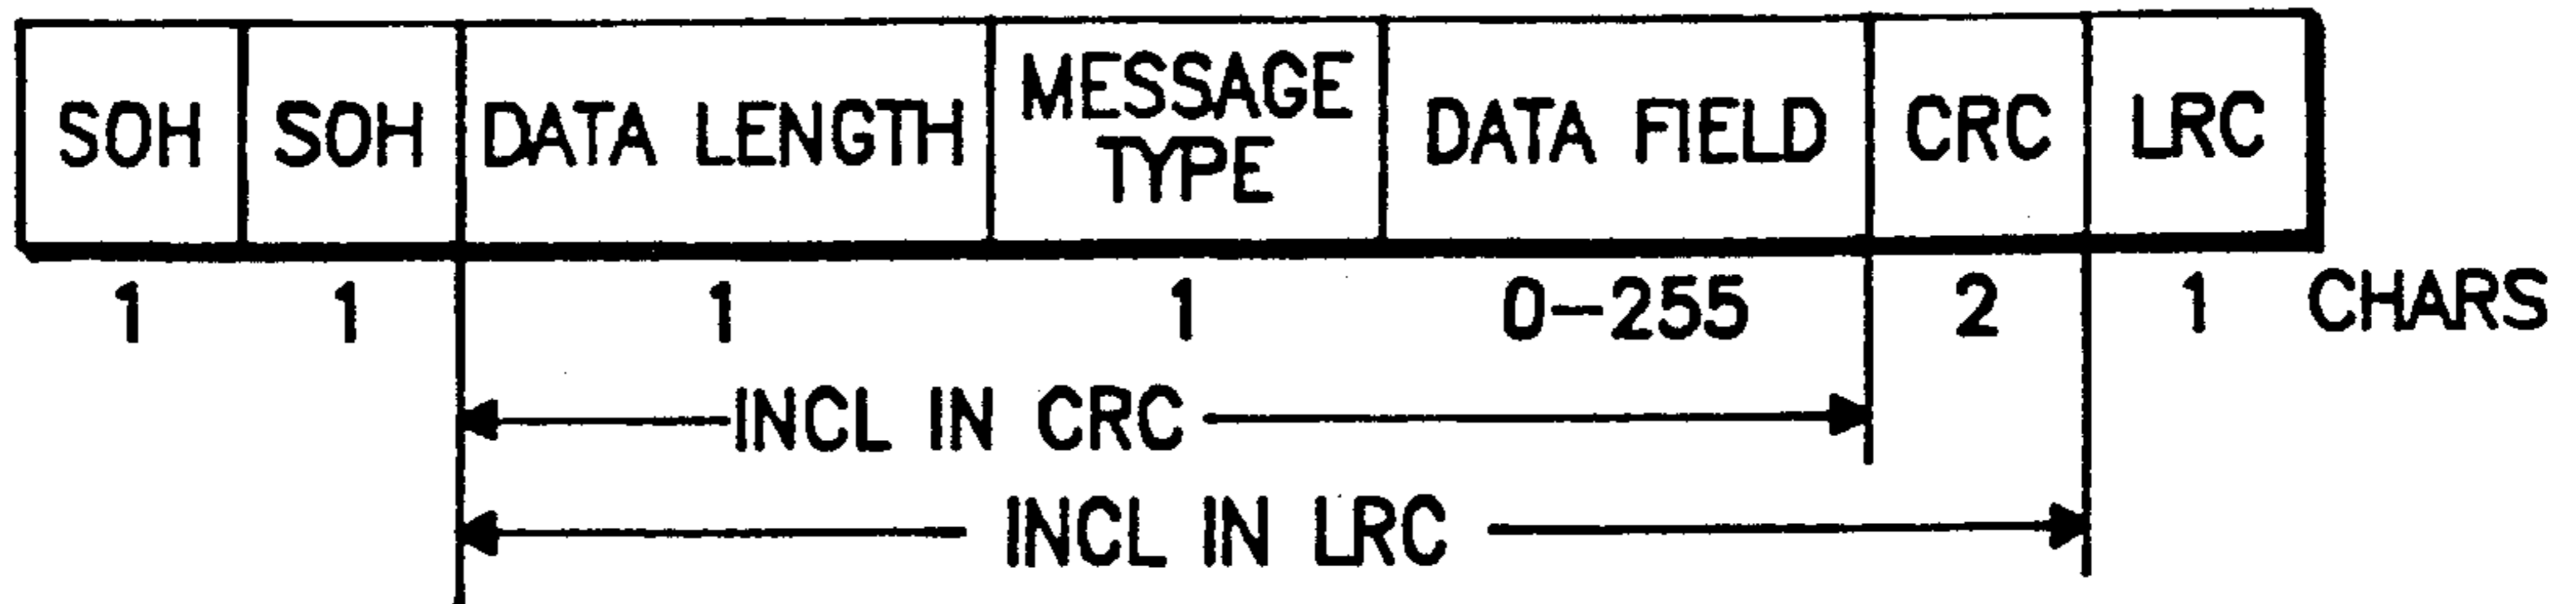 SOH SOH DATA LENGTH MESSAGE TYPE DATA FIELD CRC LRC
1 1 1 1 0-255 2 1 CHARS
INCL IN CRC
INCL IN LRC